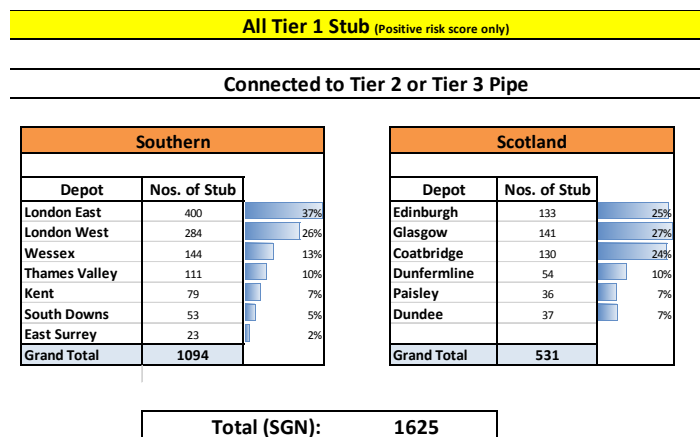 All Tier 1 Stub (Positive risk score only)
Connected to Tier 2 or Tier 3 Pipe
Southern
Depot Nos. of Stub
London East 400 37%
London West 284 26%
Wessex 144 13%
Thames Valley 111 10%
Kent 79 7%
South Downs 53 5%
East Surrey 23 2%
Grand Total 1094
Scotland
Depot Nos. of Stub
Edinburgh 133 25%
Glasgow 141 27%
Coatbridge 130 24%
Dunfermline 54 10%
Paisley 36 7%
Dundee 37 7%
Grand Total 531
Total (SGN): 1625